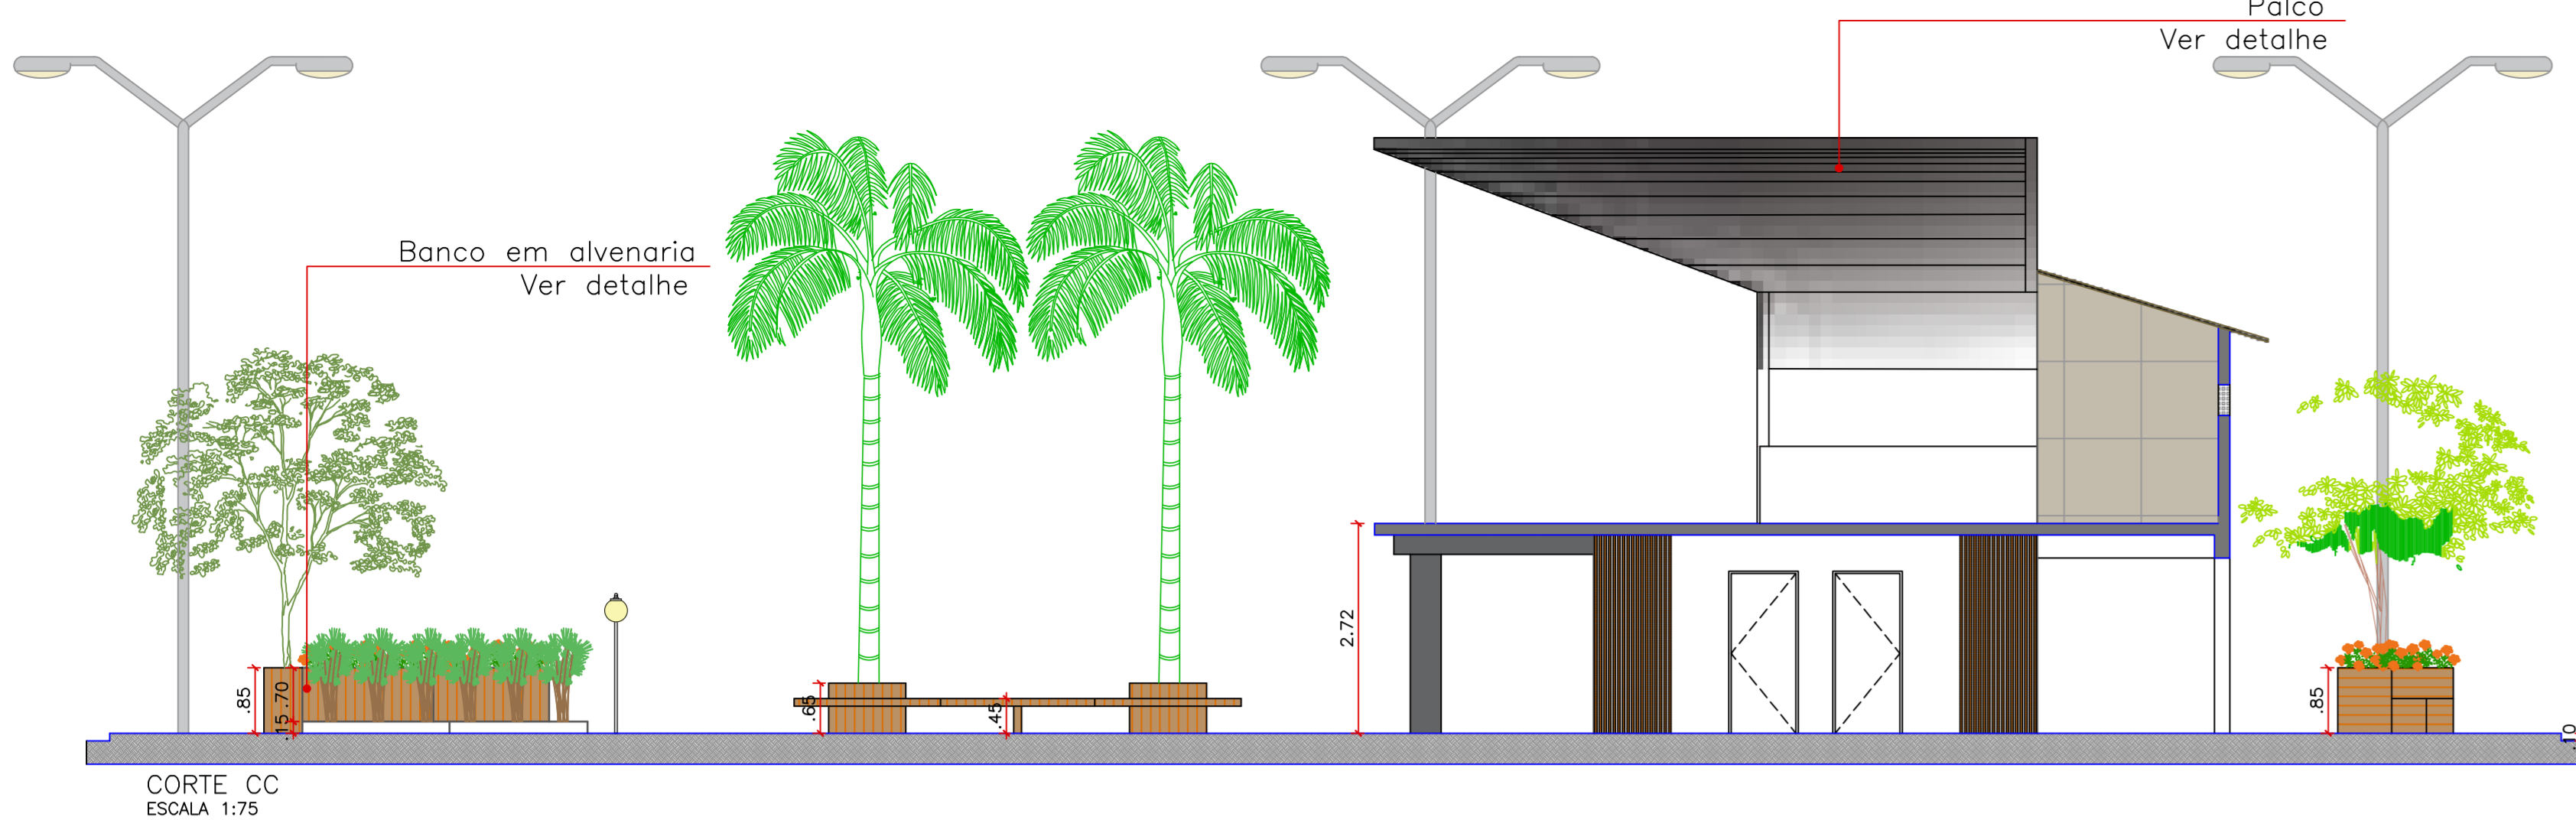 Palco
Ver detalhe
Banco em alvenaria
Ver detalhe
2.72
.85
.70
.15
.65
.45
.85
.10
CORTE CC
ESCALA 1:75